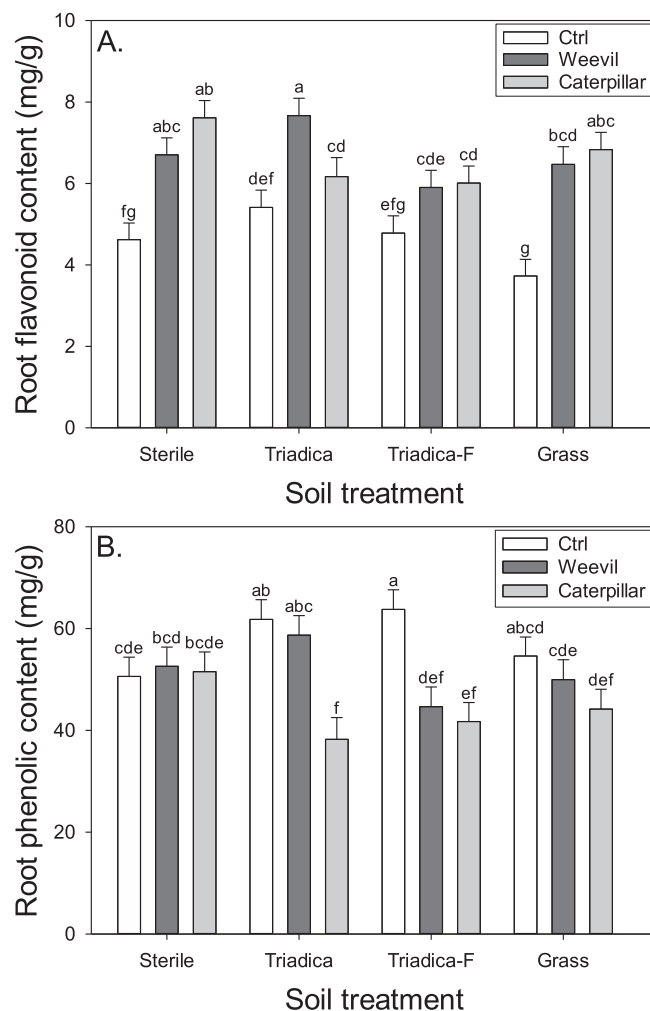 10
A.
Ctrl
Weevil
Caterpillar
8
6
4
2
0
Root flavonoid content (mg/g)
fg
abc
ab
def
a
cd
efg
cde
cd
g
bcd
abc
Sterile
Triadica
Triadica-F
Grass
Soil treatment
80
B.
Ctrl
Weevil
Caterpillar
60
40
20
0
Root phenolic content (mg/g)
cde
bcd
bcde
ab
abc
f
a
def
ef
abcd
cde
def
Sterile
Triadica
Triadica-F
Grass
Soil treatment